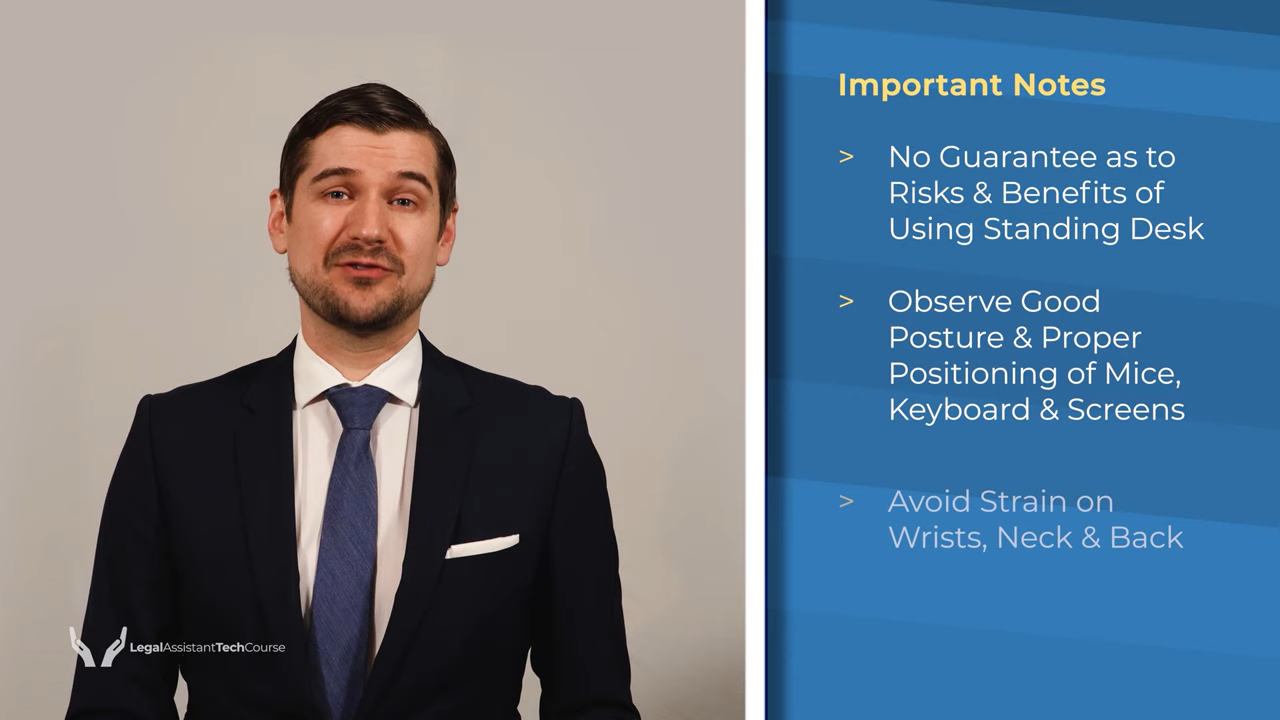 Important Notes
> No Guarantee as to
Risks & Benefits of
Using Standing Desk
> Observe Good
Posture & Proper
Positioning of Mice,
Keyboard & Screens
> Avoid Strain on
Wrists, Neck & Back
LegalAssistantTechCourse